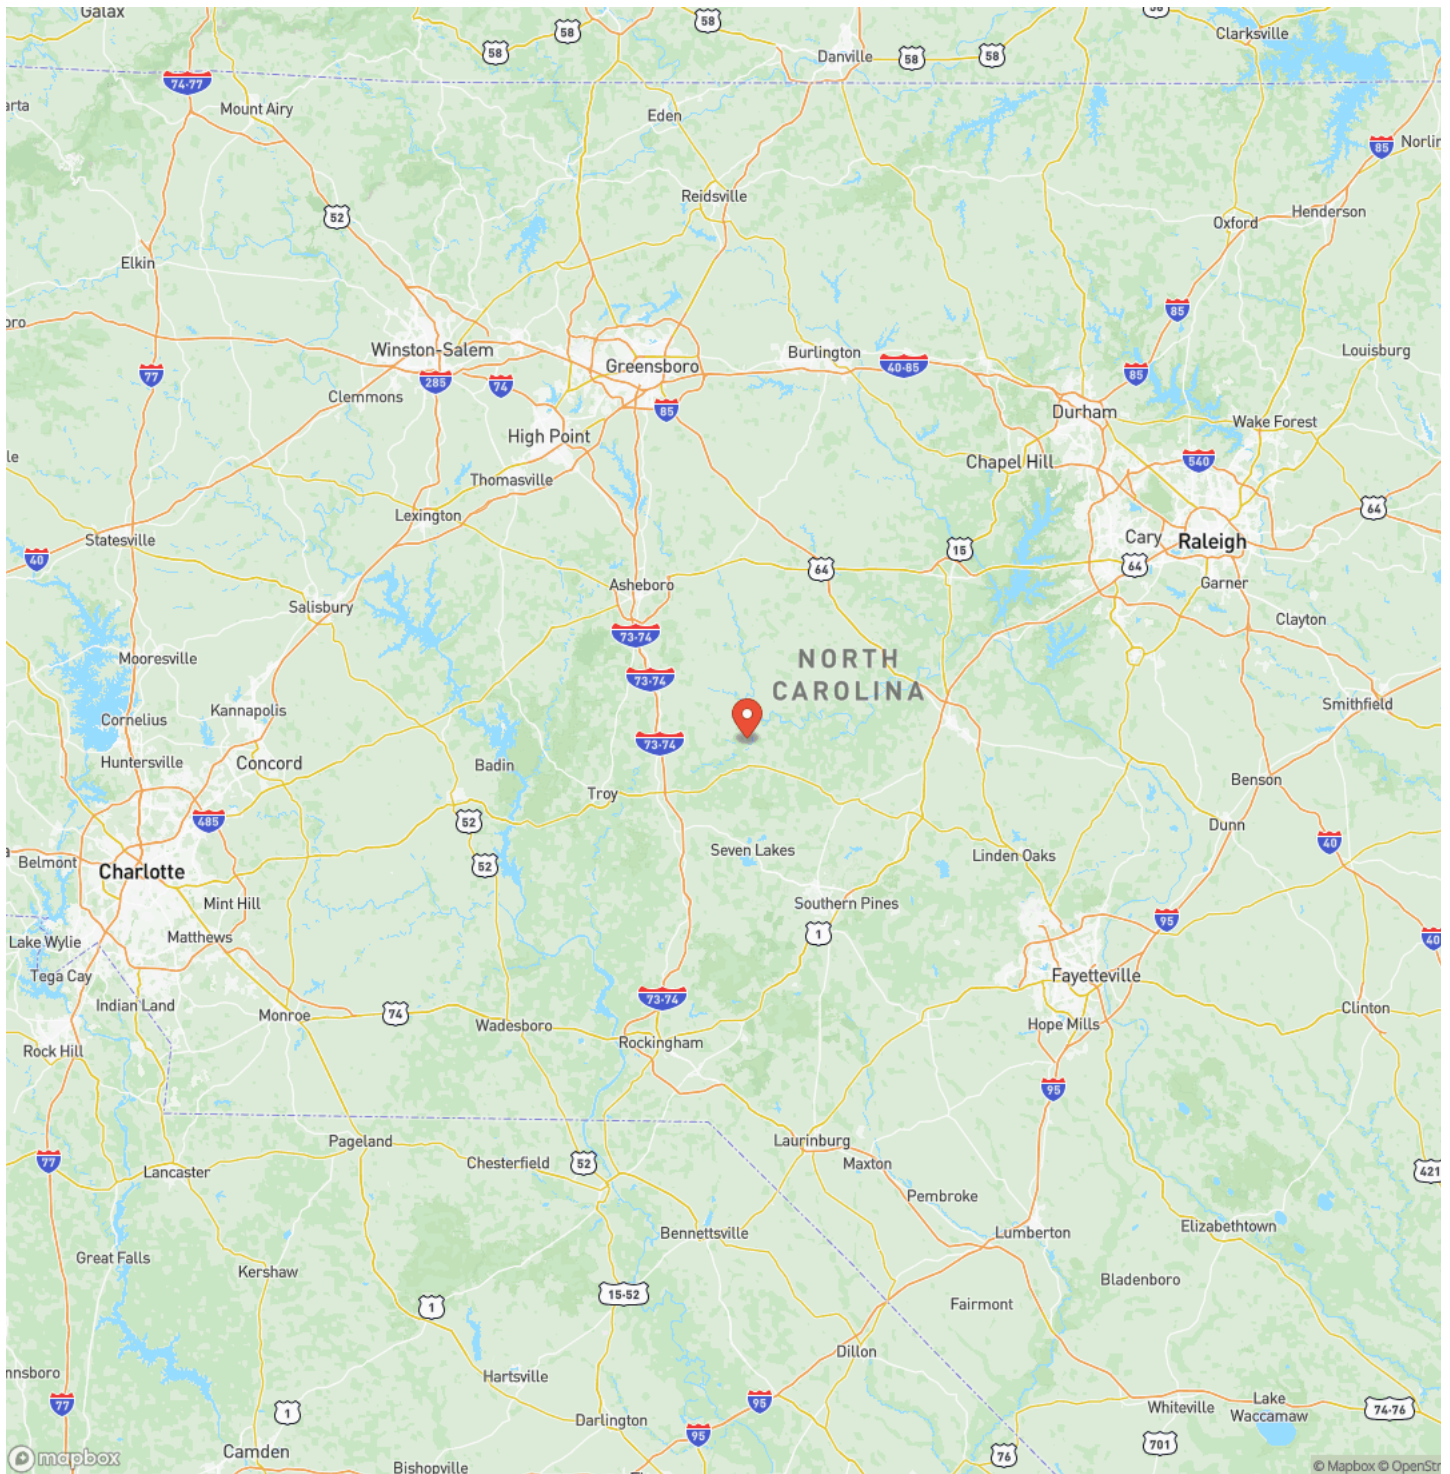 Galax
58
58
58
Danville
58
58
58
Clarksville
74-77
arta
Mount Airy
Eden
85
Norlin
Reidsville
52
Oxford
Henderson
Elkin
85
oro
Winston-Salem
Greensboro
Burlington
40-85
Louisburg
77
285
74
85
Clemmons
85
Durham
Wake Forest
High Point
le
Chapel Hill
540
Thomasville
Lexington
64
Statesville
15
Cary
Raleigh
40
64
64
Asheboro
Garner
Salisbury
Clayton
73-74
Mooresville
NORTH
CAROLINA
73-74
Cornelius
Kannapolis
Smithfield
73-74
Huntersville
Concord
Badin
Benson
Troy
485
52
Dunn
40
Belmont
52
Seven Lakes
Linden Oaks
Charlotte
Mint Hill
Southern Pines
95
Lake Wylie
Matthews
1
40
Tega Cay
Fayetteville
73-74
Indian Land
Monroe
74
Wadesboro
Hope Mills
Clinton
Rock Hill
Rockingham
95
Pageland
Laurinburg
77
Lancaster
Chesterfield
52
Maxton
421
Pembroke
Great Falls
Bennettsville
Lumberton
Elizabethtown
Kershaw
Bladenboro
1
15-52
Fairmont
Dillon
nnsboro
Hartsville
77
1
95
Whiteville
Lake
Waccamaw
74-76
Darlington
95
Camden
76
701
mapbox
Bishopville
© Mapbox © OpenStr